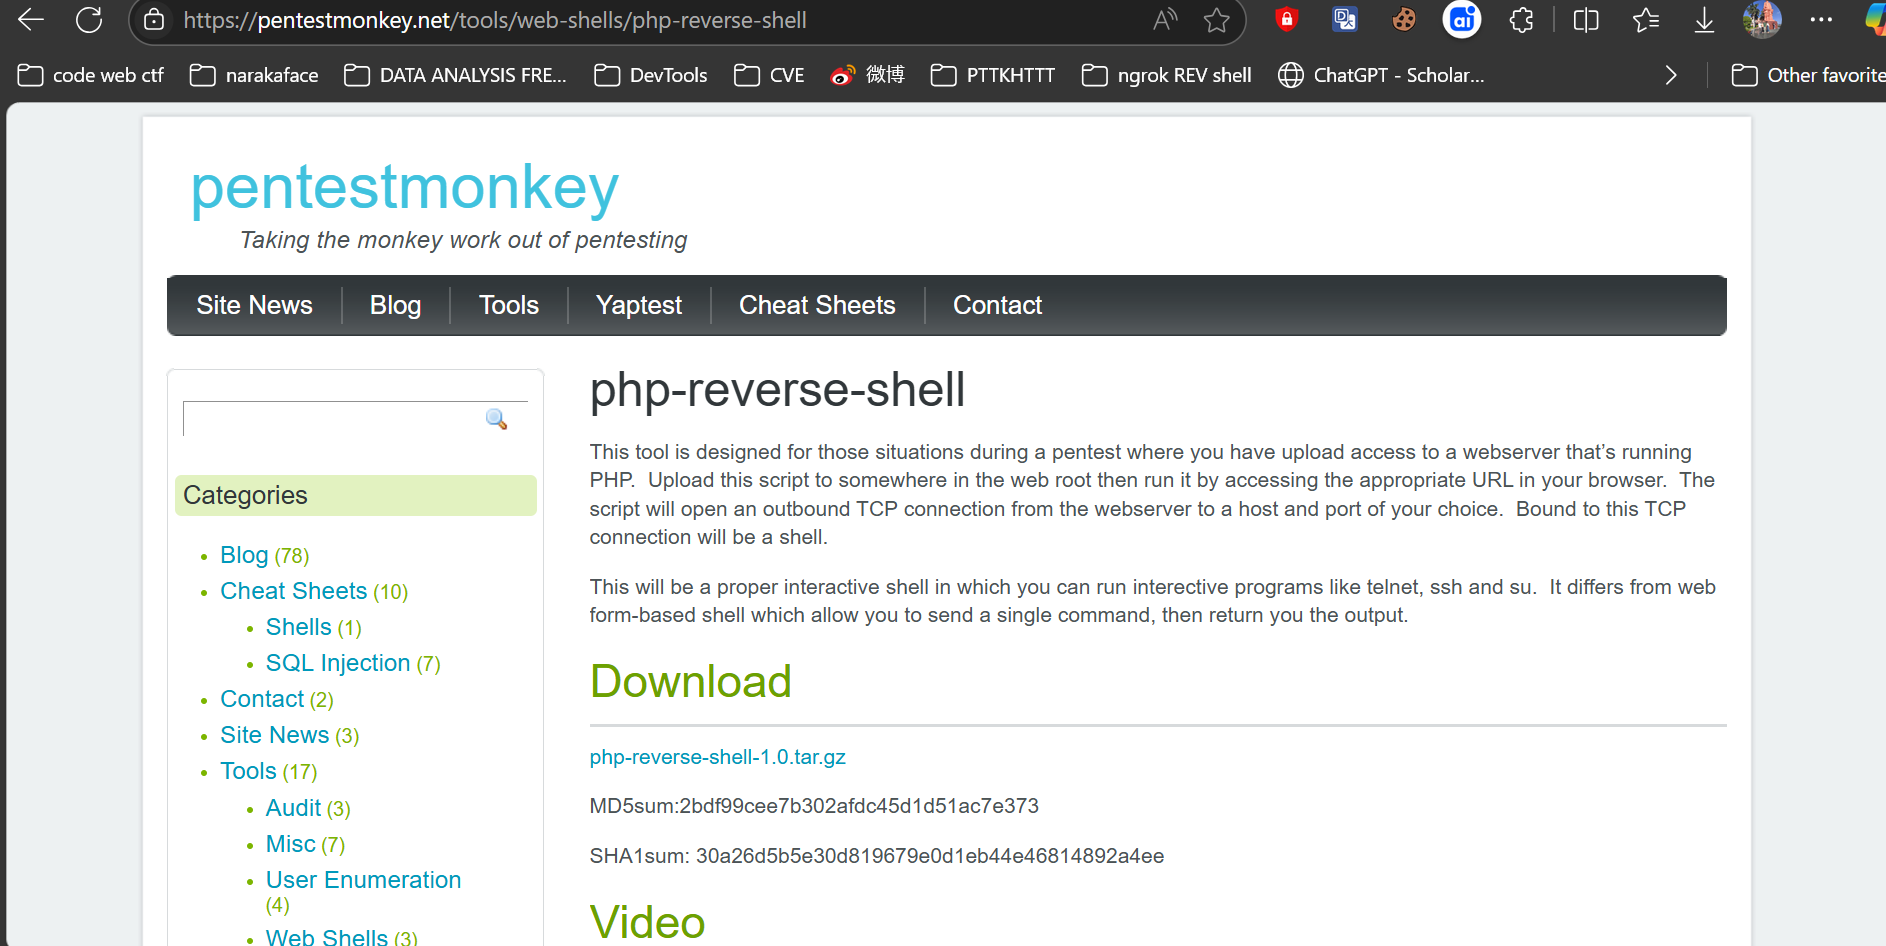 https://pentestmonkey.net/tools/web-shells/php-reverse-shell
code web ctf
narakaface
DATA ANALYSIS FRE...
DevTools
CVE
微博
PTTKHTTT
ngrok REV shell
ChatGPT - Scholar...
Other favorite
pentestmonkey
Taking the monkey work out of pentesting
Site News
Blog
Tools
Yaptest
Cheat Sheets
Contact
Categories
Blog (78)
Cheat Sheets (10)
Shells (1)
SQL Injection (7)
Contact (2)
Site News (3)
Tools (17)
Audit (3)
Misc (7)
User Enumeration
(4)
Web Shells (3)
php-reverse-shell
This tool is designed for those situations during a pentest where you have upload access to a webserver that’s running
PHP.  Upload this script to somewhere in the web root then run it by accessing the appropriate URL in your browser.  The
script will open an outbound TCP connection from the webserver to a host and port of your choice.  Bound to this TCP
connection will be a shell.
This will be a proper interactive shell in which you can run interective programs like telnet, ssh and su.  It differs from web
form-based shell which allow you to send a single command, then return you the output.
Download
php-reverse-shell-1.0.tar.gz
MD5sum:2bdf99cee7b302afdc45d1d51ac7e373
SHA1sum: 30a26d5b5e30d819679e0d1eb44e46814892a4ee
Video